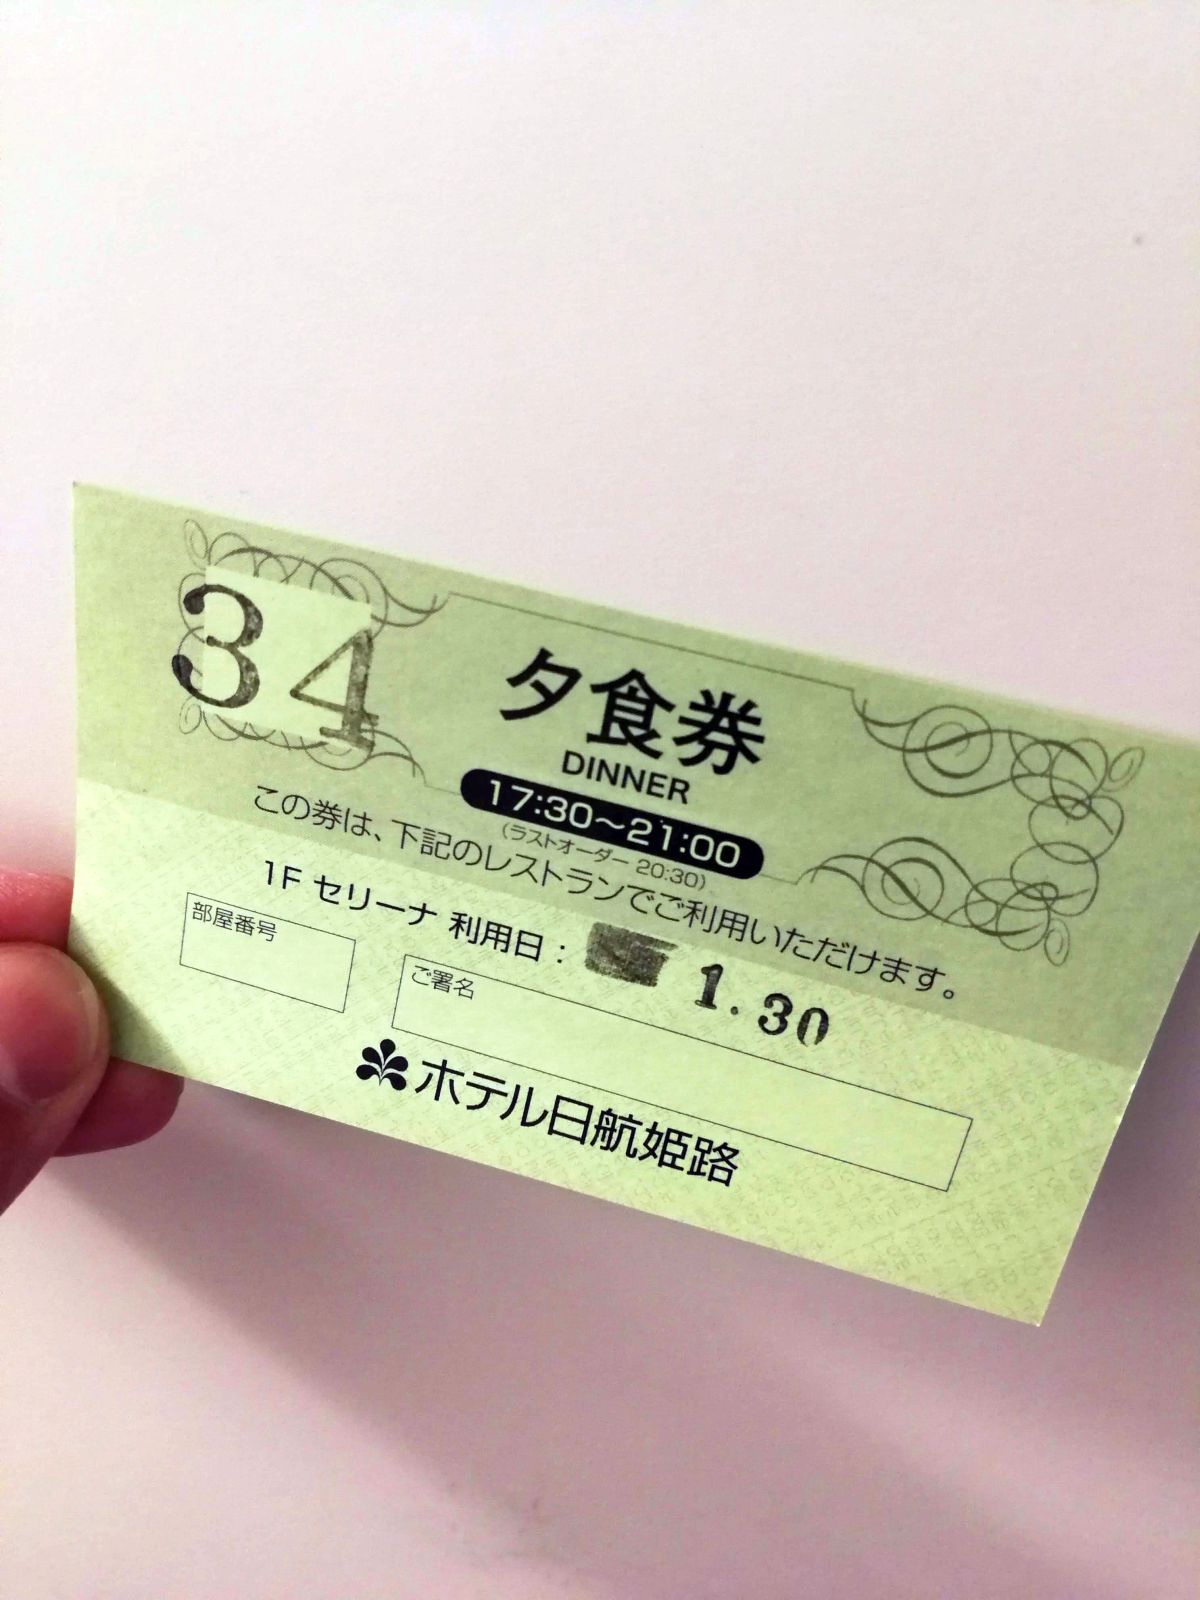 34
夕食券
DINNER
17:30～21:00
(ラストオーダー 20:30)
この券は、下記のレストランでご利用いただけます。
1F セリーナ 利用日: 1.30
部屋番号
ご署名
ホテル日航姫路